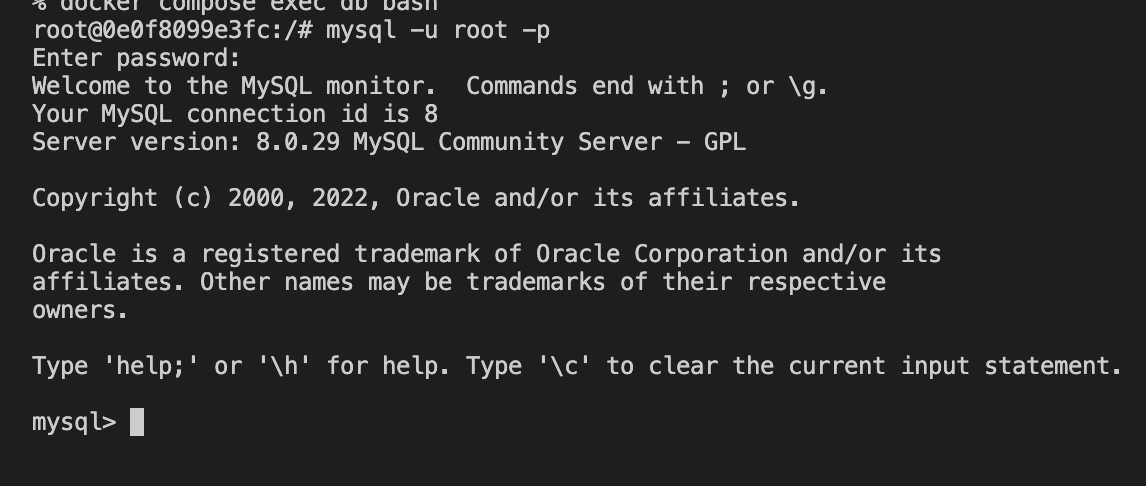 % docker compose exec db bash
root@0e0f8099e3fc:/# mysql -u root -p
Enter password:
Welcome to the MySQL monitor.  Commands end with ; or \g.
Your MySQL connection id is 8
Server version: 8.0.29 MySQL Community Server - GPL

Copyright (c) 2000, 2022, Oracle and/or its affiliates.

Oracle is a registered trademark of Oracle Corporation and/or its
affiliates. Other names may be trademarks of their respective
owners.

Type 'help;' or '\h' for help. Type '\c' to clear the current input statement.

mysql>